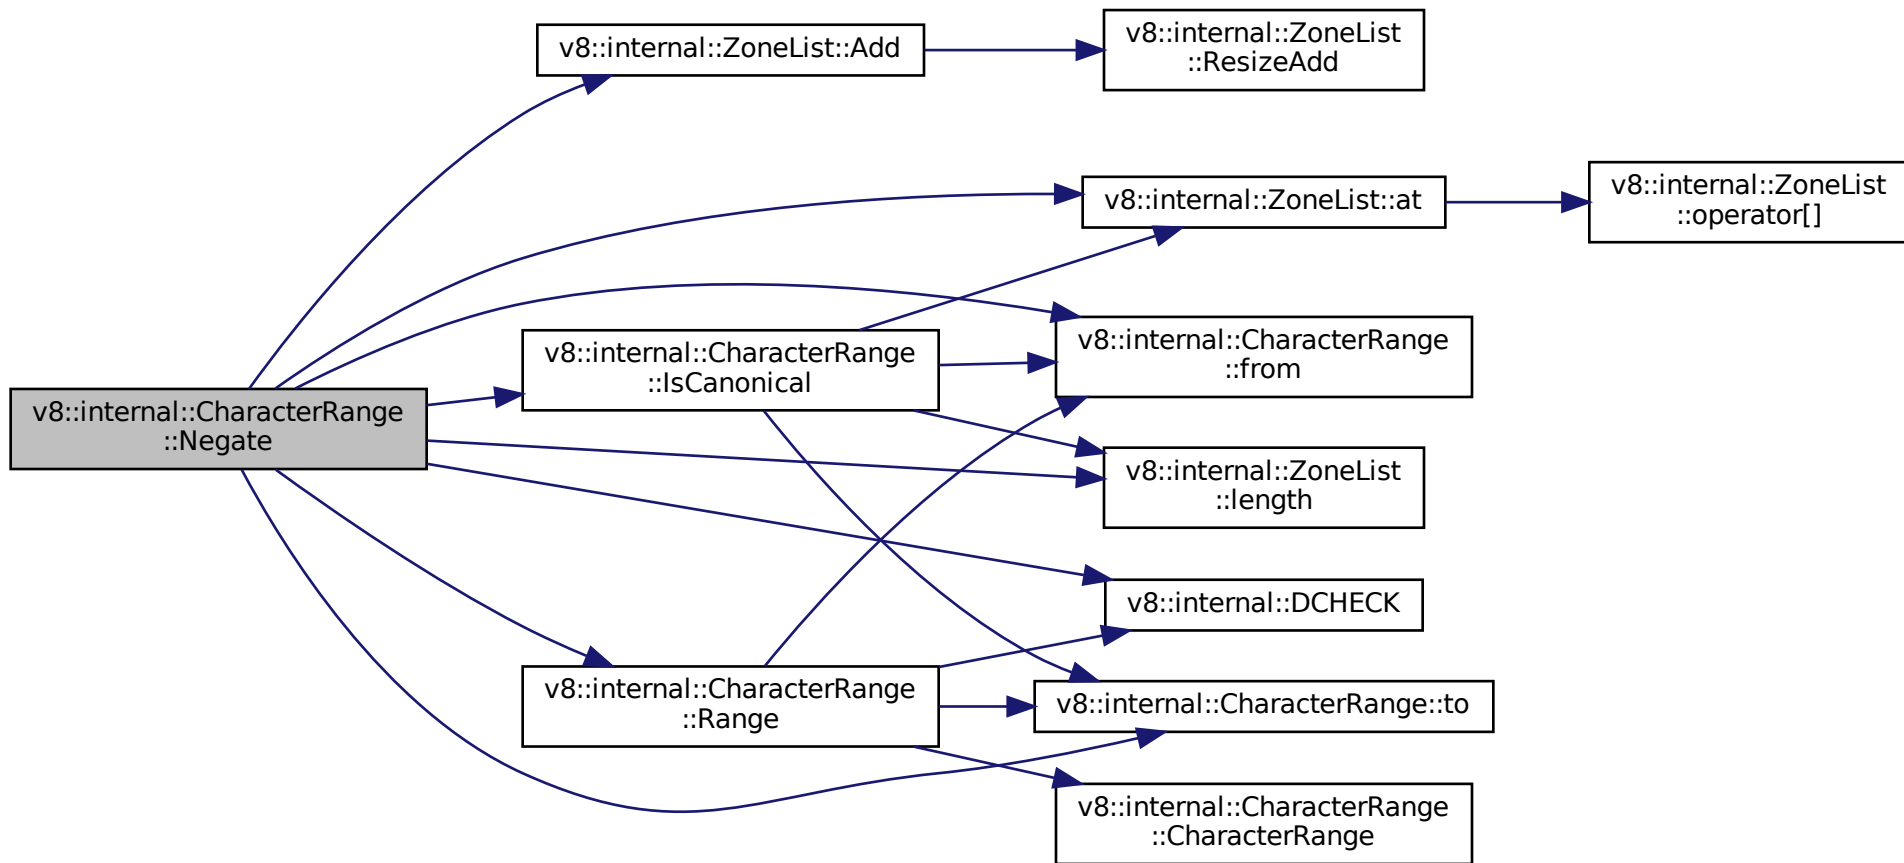 v8::internal::ZoneList::Add
v8::internal::ZoneList
::ResizeAdd
v8::internal::ZoneList::at
v8::internal::ZoneList
::operator[]
v8::internal::CharacterRange
::from
v8::internal::CharacterRange
::IsCanonical
v8::internal::CharacterRange
::Negate
v8::internal::ZoneList
::length
v8::internal::DCHECK
v8::internal::CharacterRange
::Range
v8::internal::CharacterRange::to
v8::internal::CharacterRange
::CharacterRange